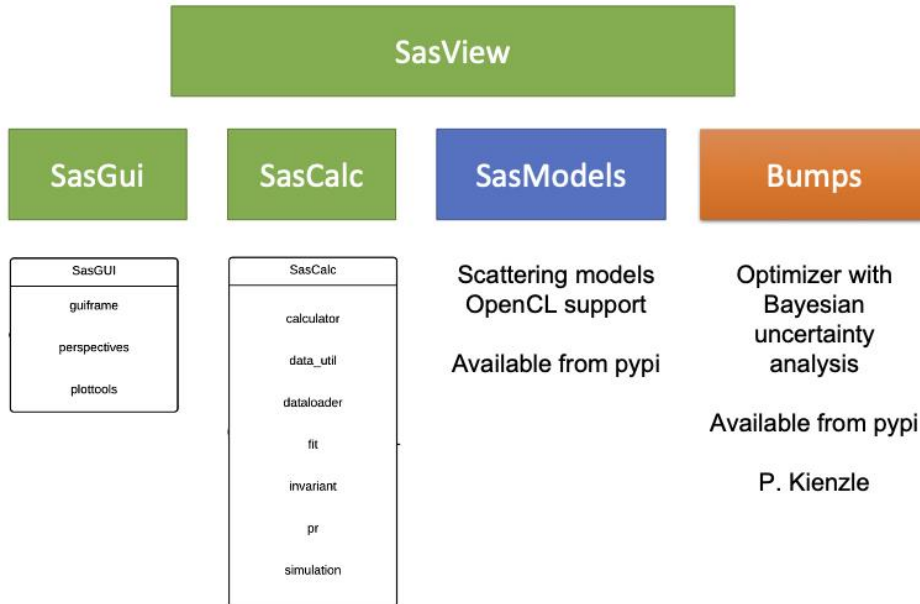 SasView
SasGui
SasCalc
SasModels
Bumps
SasGUI
guiframe
perspectives
plottools
SasCalc
calculator
data_util
dataloader
fit
invariant
pr
simulation
Scattering models
OpenCL support
Available from pypi
Optimizer with
Bayesian
uncertainty
analysis
Available from pypi
P. Kienzle